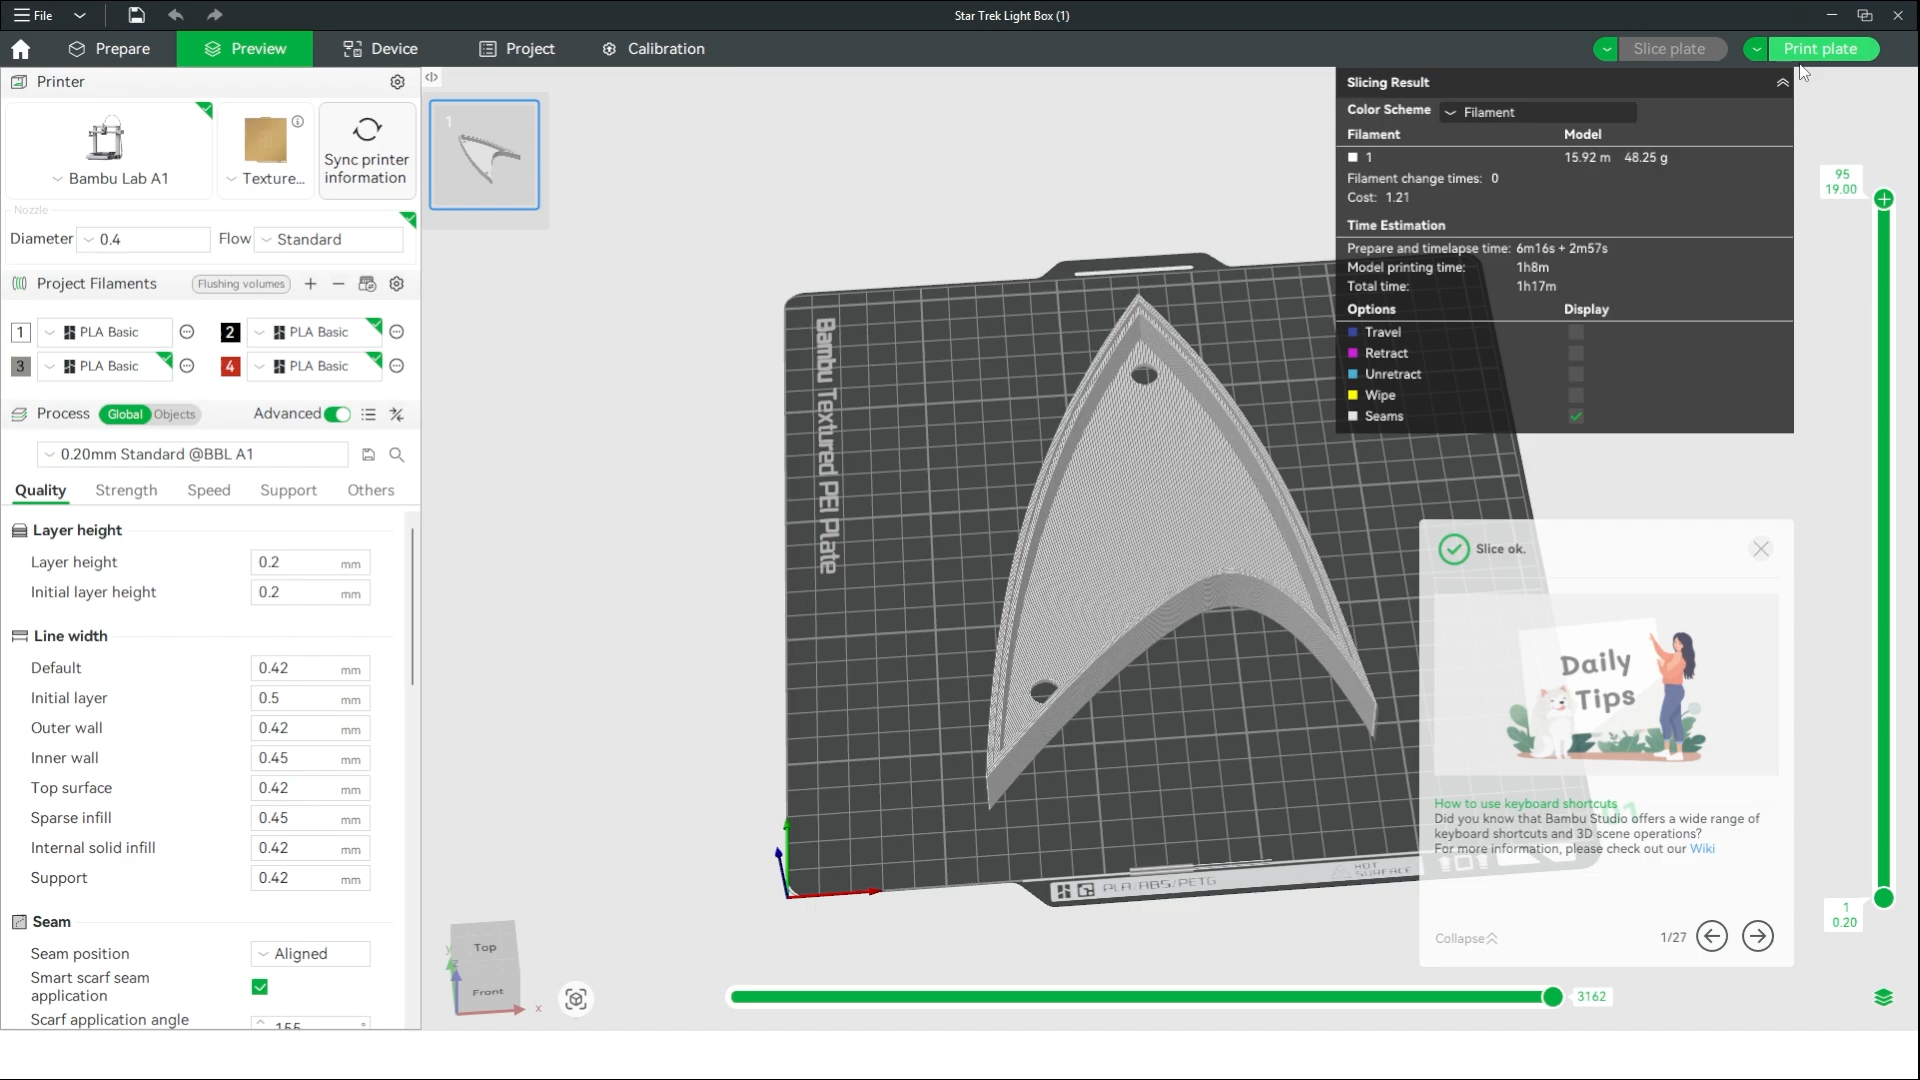 File
Star Trek Light Box (1)
Prepare
Preview
Device
Project
Calibration
Slice plate
Print plate
Printer
Bambu Lab A1
Texture...
Sync printer
information
Nozzle
Diameter
0.4
Flow
Standard
Project Filaments
Flushing volumes
1
PLA Basic
2
PLA Basic
3
PLA Basic
4
PLA Basic
Process
Global
Objects
Advanced
0.20mm Standard @BBL A1
Quality
Strength
Speed
Support
Others
Layer height
Layer height
0.2
mm
Initial layer height
0.2
mm
Line width
Default
0.42
mm
Initial layer
0.5
mm
Outer wall
0.42
mm
Inner wall
0.45
mm
Top surface
0.42
mm
Sparse infill
0.45
mm
Internal solid infill
0.42
mm
Support
0.42
mm
Seam
Seam position
Aligned
Smart scarf seam
application
Scarf application angle
155
°
1
Bambu Textured PEI Plate
PLA/ABS/PETG
HOT
SURFACE
01
Top
Front
y
z
x
Slicing Result
Color Scheme
Filament
Filament
Model
1
15.92 m
48.25 g
Filament change times: 0
Cost: 1.21
Time Estimation
Prepare and timelapse time: 6m16s + 2m57s
Model printing time: 1h8m
Total time: 1h17m
Options
Display
Travel
Retract
Unretract
Wipe
Seams
95
19.00
Slice ok.
Daily
Tips
How to use keyboard shortcuts
Did you know that Bambu Studio offers a wide range of
keyboard shortcuts and 3D scene operations?
For more information, please check out our Wiki
Collapse
1/27
1
0.20
3162